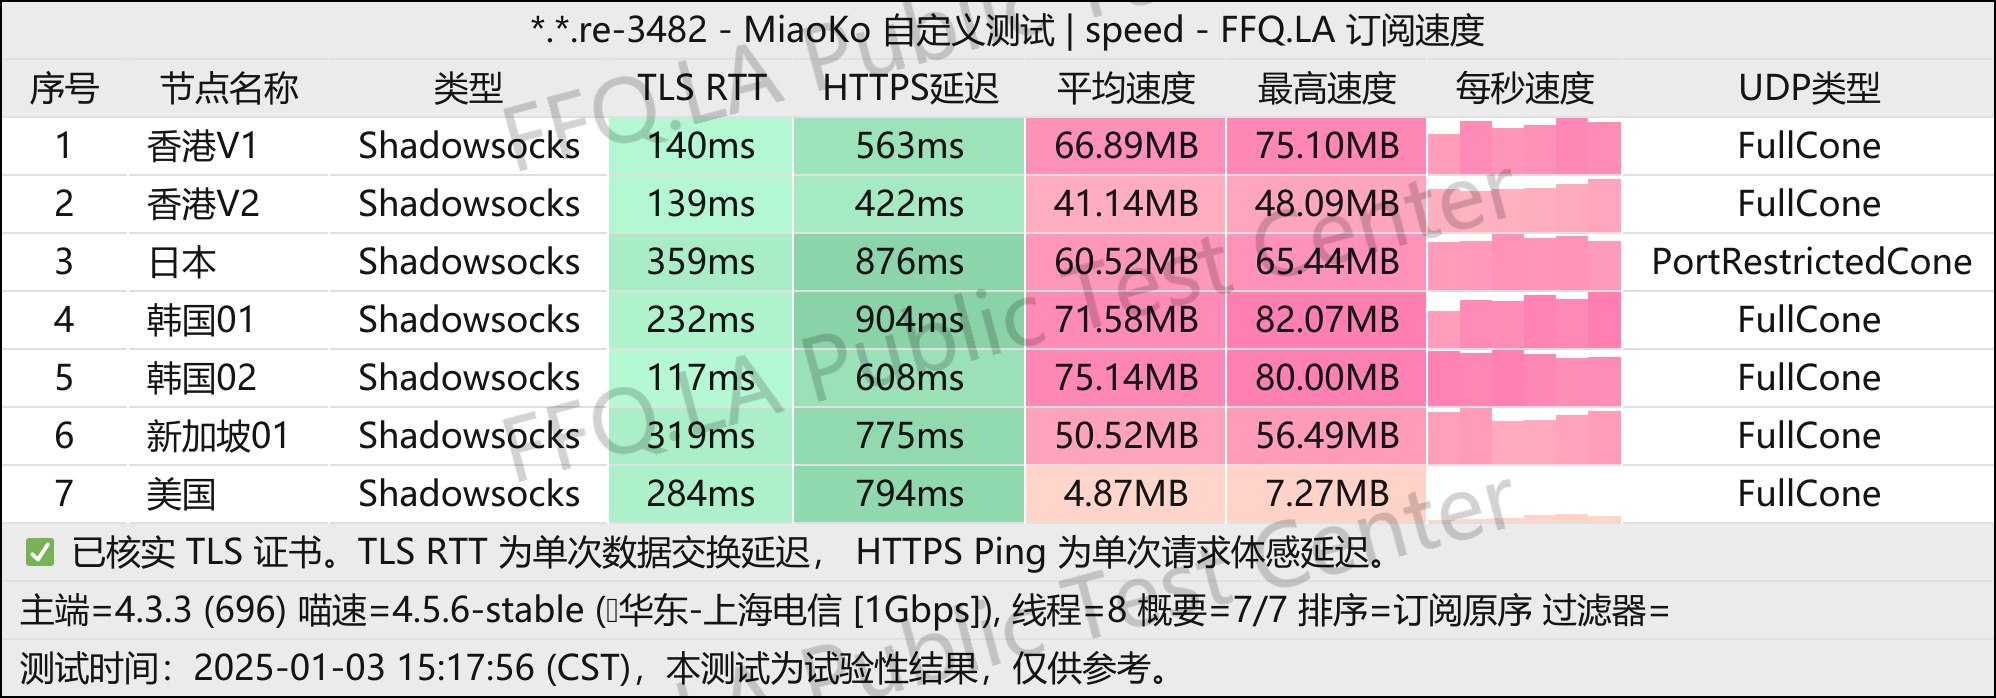 *.*.re-3482 - MiaoKo 自定义测试 | speed - FFQ.LA 订阅速度
序号 节点名称 类型 TLS RTT HTTPS延迟 平均速度 最高速度 每秒速度 UDP类型
1 香港V1 Shadowsocks 140ms 563ms 66.89MB 75.10MB FullCone
2 香港V2 Shadowsocks 139ms 422ms 41.14MB 48.09MB FullCone
3 日本 Shadowsocks 359ms 876ms 60.52MB 65.44MB PortRestrictedCone
4 韩国01 Shadowsocks 232ms 904ms 71.58MB 82.07MB FullCone
5 韩国02 Shadowsocks 117ms 608ms 75.14MB 80.00MB FullCone
6 新加坡01 Shadowsocks 319ms 775ms 50.52MB 56.49MB FullCone
7 美国 Shadowsocks 284ms 794ms 4.87MB 7.27MB FullCone
✅ 已核实 TLS 证书。TLS RTT 为单次数据交换延迟， HTTPS Ping 为单次请求体感延迟。
主端=4.3.3 (696) 喵速=4.5.6-stable (华东-上海电信 [1Gbps]), 线程=8 概要=7/7 排序=订阅原序 过滤器=
测试时间：2025-01-03 15:17:56 (CST)，本测试为试验性结果，仅供参考。
FFQ.LA Public Test Center
FFQ.LA Public Test Center
FFQ.LA Public Test Center